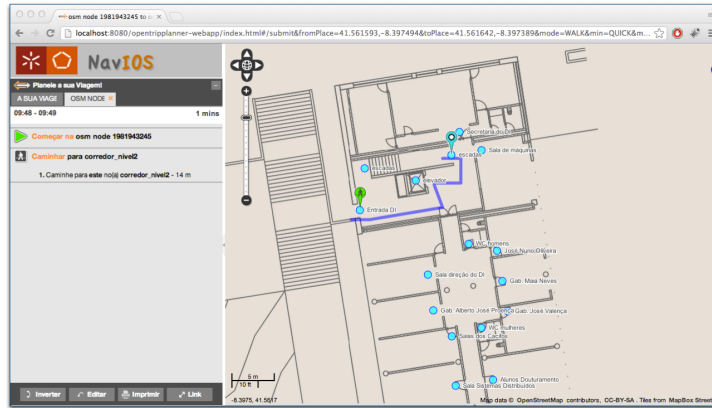 osm node 1981943245 to c
localhost:8080/opentripplanner-webapp/index.html#/submit&fromPlace=41.561593,-8.397494&toPlace=41.561642,-8.397389&mode=WALK&min=QUICK&m...
NavIOS
Planeie a sua Viagem!
A SUA VIAGE
OSM NODE
09:48 - 09:49
1 mins
Começar na osm node 1981943245
Caminhar para corredor_nivel2
1. Caminhe para este no(a) corredor_nivel2 - 14 m
Inverter
Editar
Imprimir
Link
Secretaria do DI
escadas
Sala de máquinas
escadas
elevador
Entrada DI
WC homens
José Nuno Oliveira
Sala direção do DI
Gab. Maia Neves
Gab. Alberto José Proença
Gab. José Valença
WC mulheres
Salas dos Cacifos
Alunos Douturamento
Sala Sistemas Distribuídos
5 m
10 ft
-8.3975, 41.5617
Map data © OpenStreetMap contributors, CC-BY-SA. Tiles from MapBox Street